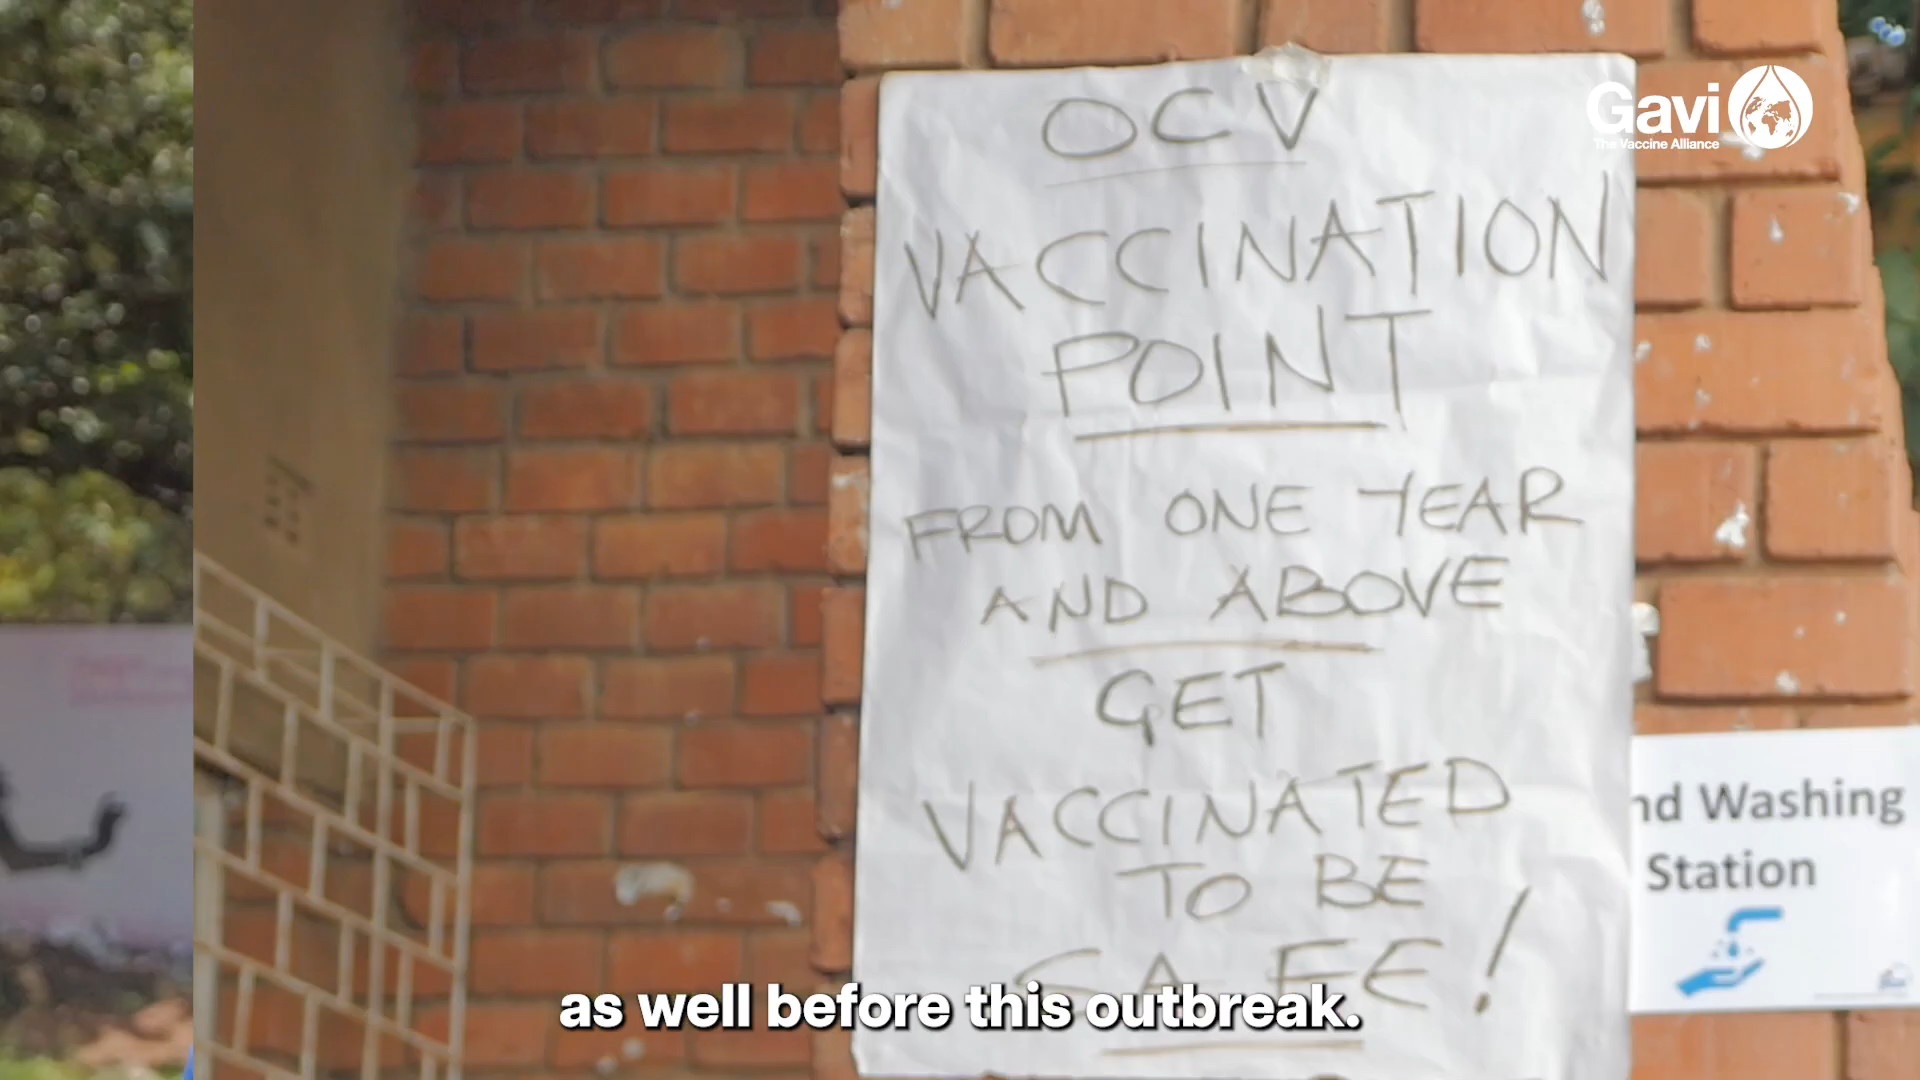 Gavi
The Vaccine Alliance
OCV
VACCINATION
POINT
FROM ONE YEAR
AND ABOVE
GET
VACCINATED
TO BE
SAFE!
nd Washing
Station
as well before this outbreak.